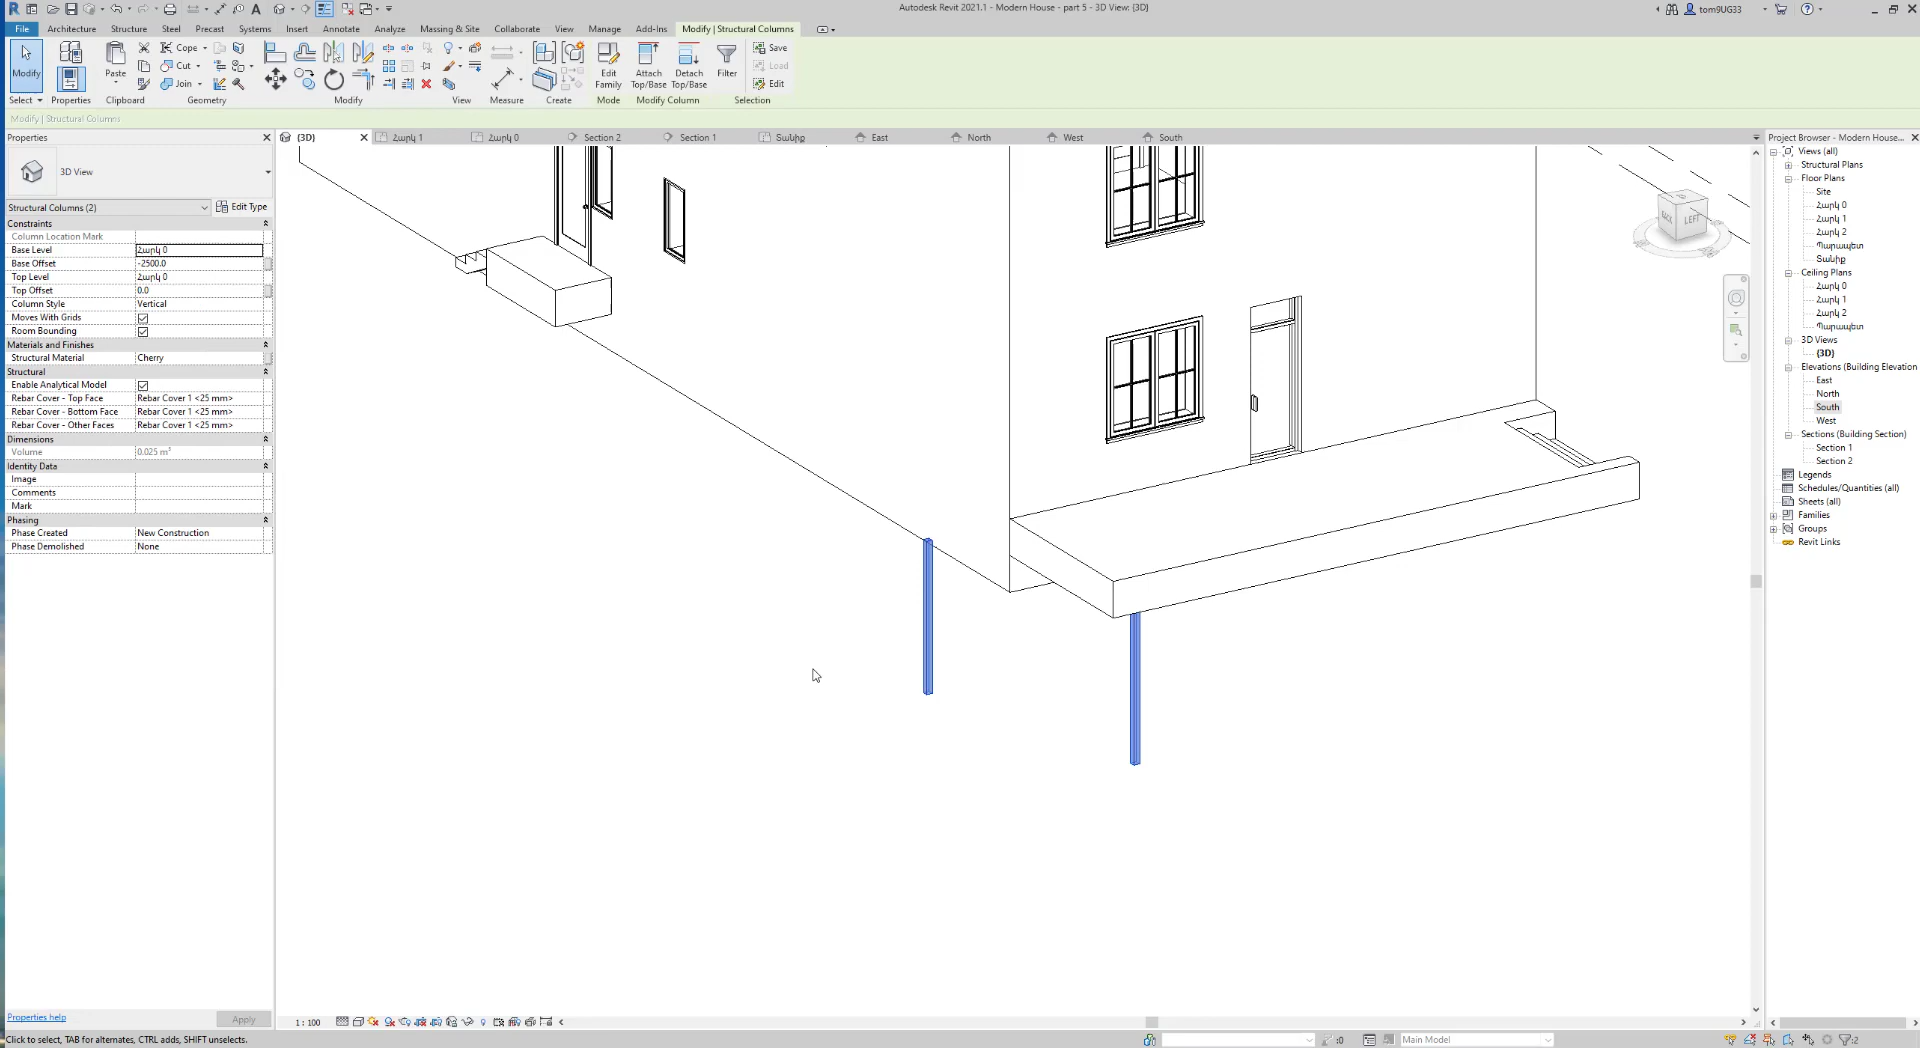 Autodesk Revit 2021.1 - Modern House - part 5 - 3D View: {3D}
tom9UG33
File Architecture Structure Steel Precast Systems Insert Annotate Analyze Massing & Site Collaborate View Manage Add-Ins Modify | Structural Columns
Modify
Paste
Cope
Cut
Join
Edit Family
Attach Top/Base
Detach Top/Base
Filter
Save
Load
Edit
Select Properties Clipboard Geometry Modify View Measure Create Mode Modify Column Selection
Modify | Structural Columns
Properties
3D View
Structural Columns (2)
Edit Type
Constraints
Column Location Mark
Base Level Հարկ 0
Base Offset -2500.0
Top Level Հարկ 0
Top Offset 0.0
Column Style Vertical
Moves With Grids
Room Bounding
Materials and Finishes
Structural Material Cherry
Structural
Enable Analytical Model
Rebar Cover - Top Face Rebar Cover 1 <25 mm>
Rebar Cover - Bottom Face Rebar Cover 1 <25 mm>
Rebar Cover - Other Faces Rebar Cover 1 <25 mm>
Dimensions
Volume 0.025 m³
Identity Data
Image
Comments
Mark
Phasing
Phase Created New Construction
Phase Demolished None
Properties help
Apply
{3D} Հարկ 1 Հարկ 0 Section 2 Section 1 Տանիք East North West South
LEFT
BACK
1 : 100
Project Browser - Modern House...
Views (all)
Structural Plans
Floor Plans
Site
Հարկ 0
Հարկ 1
Հարկ 2
Պարապետ
Տանիք
Ceiling Plans
Հարկ 0
Հարկ 1
Հարկ 2
Պարապետ
3D Views
{3D}
Elevations (Building Elevation
East
North
South
West
Sections (Building Section)
Section 1
Section 2
Legends
Schedules/Quantities (all)
Sheets (all)
Families
Groups
Revit Links
Click to select, TAB for alternates, CTRL adds, SHIFT unselects.
:0
Main Model
:2